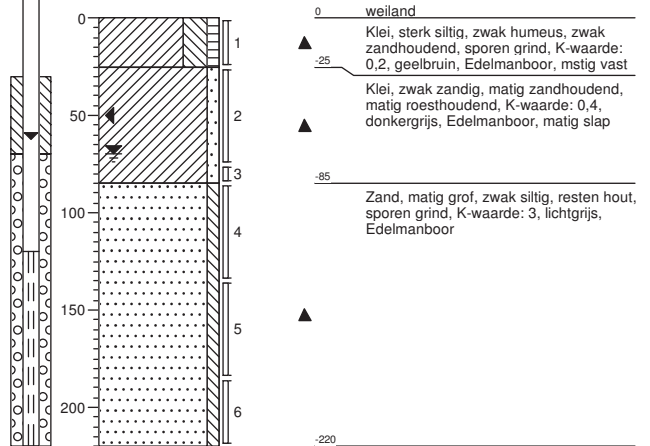 0
50
100
150
200
1
2
3
4
5
6
0 weiland
Klei, sterk siltig, zwak humeus, zwak
zandhoudend, sporen grind, K-waarde:
0,2, geelbruin, Edelmanboor, mstig vast
-25
Klei, zwak zandig, matig zandhoudend,
matig roesthoudend, K-waarde: 0,4,
donkergrijs, Edelmanboor, matig slap
-85
Zand, matig grof, zwak siltig, resten hout,
sporen grind, K-waarde: 3, lichtgrijs,
Edelmanboor
-220